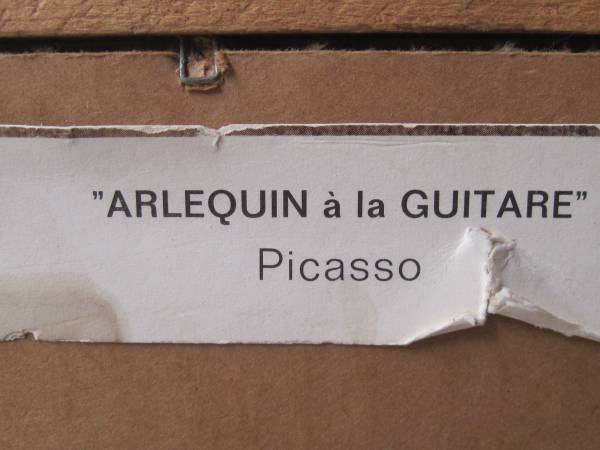 ”ARLEQUIN à la GUITARE”
Picasso